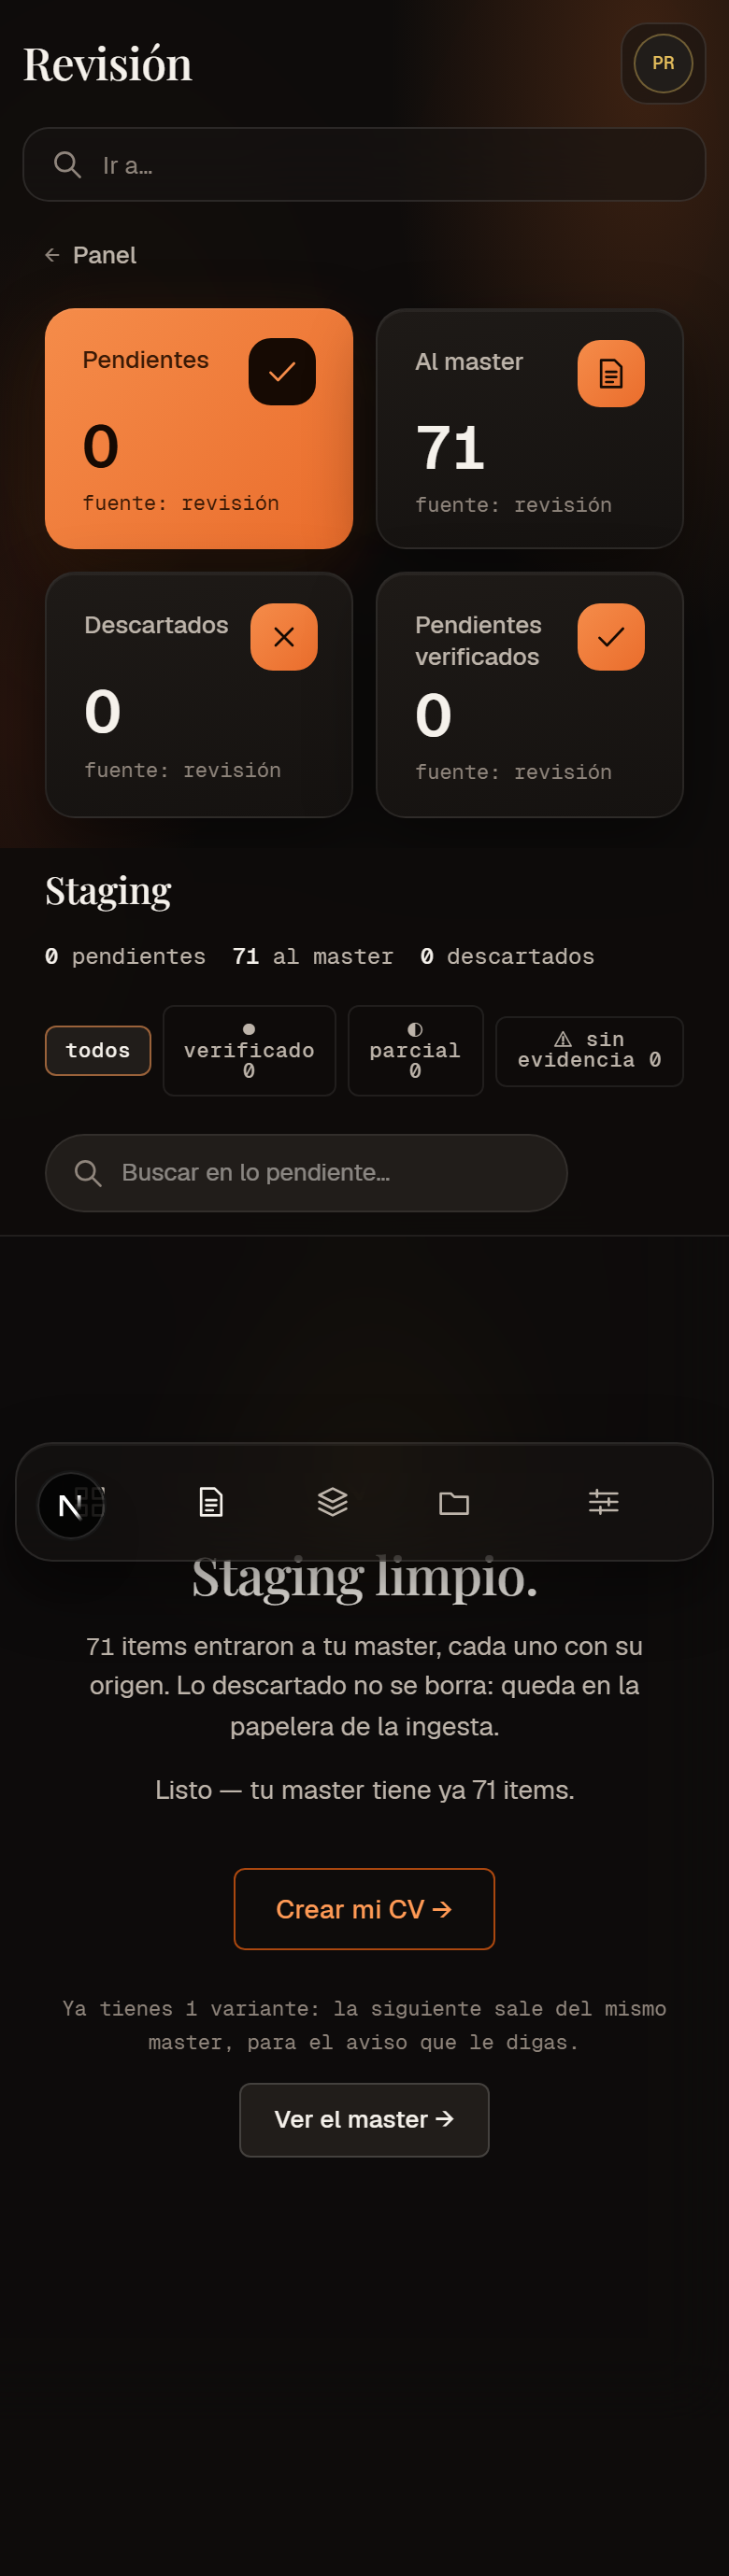 Revisión
PR
Ir a...
← Panel
Pendientes
0
fuente: revisión
Al master
71
fuente: revisión
Descartados
0
fuente: revisión
Pendientes
verificados
0
fuente: revisión
Staging
0 pendientes 71 al master 0 descartados
todos
● verificado 0
◐ parcial 0
⚠ sin
evidencia 0
Buscar en lo pendiente...
N
Staging limpio.
71 items entraron a tu master, cada uno con su
origen. Lo descartado no se borra: queda en la
papelera de la ingesta.
Listo — tu master tiene ya 71 items.
Crear mi CV →
Ya tienes 1 variante: la siguiente sale del mismo
master, para el aviso que le digas.
Ver el master →